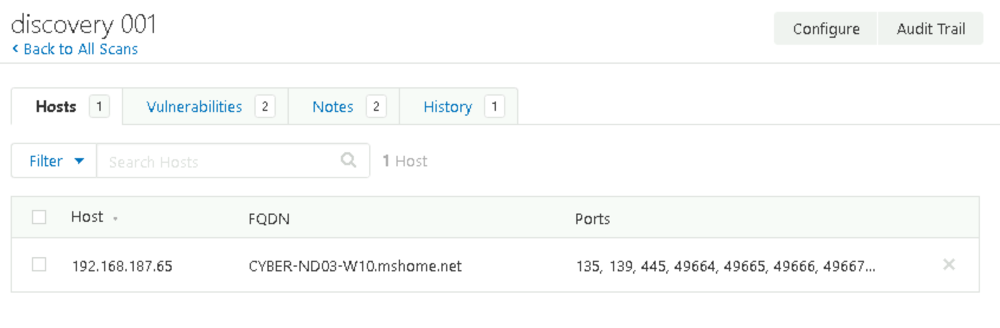 discovery 001
Configure
Audit Trail
Back to All Scans
Hosts 1
Vulnerabilities 2
Notes 2
History 1
Filter
Search Hosts
1 Host
Host FQDN Ports
192.168.187.65 CYBER-ND03-W10.mshome.net 135, 139, 445, 49664, 49665, 49666, 49667...